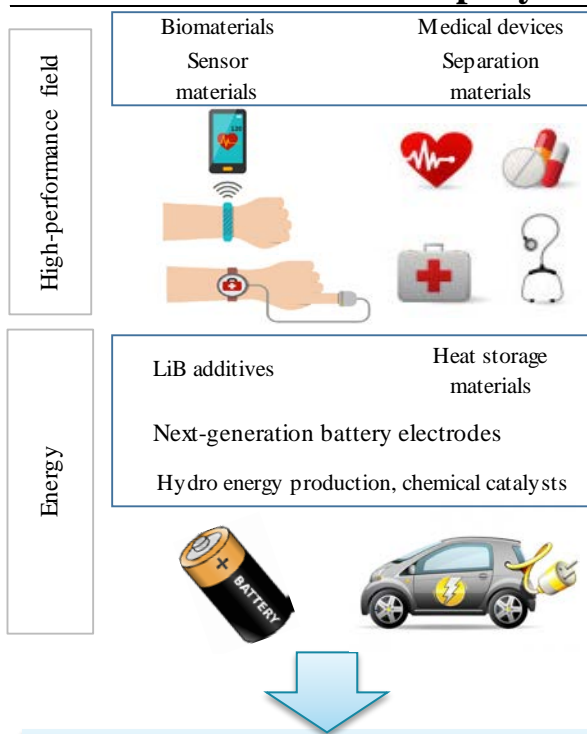 High-performance field
Biomaterials
Medical devices
Sensor
materials
Separation
materials
Energy
LiB additives
Heat storage
materials
Next-generation battery electrodes
Hydro energy production, chemical catalysts
BATTERY